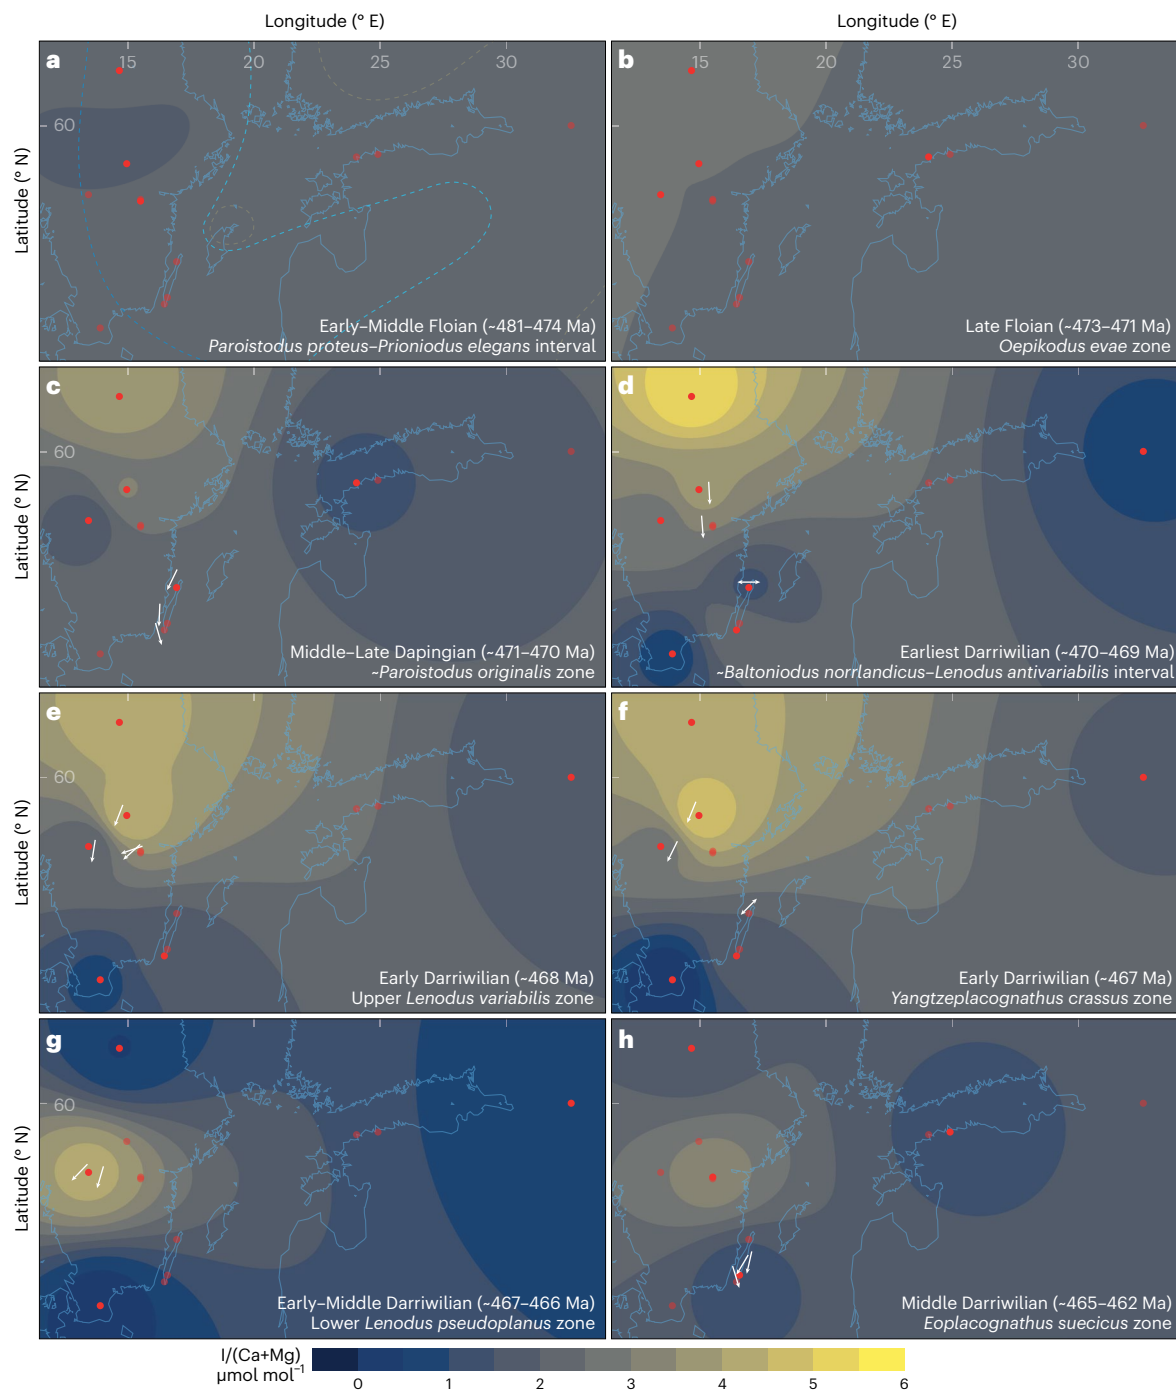 Longitude (° E)
Longitude (° E)
a
15
20
25
30
60
Latitude (° N)
Early–Middle Floian (~481–474 Ma)
Paroistodus proteus–Prioniodus elegans interval
b
15
20
25
30
Late Floian (~473–471 Ma)
Oepikodus evae zone
c
60
Latitude (° N)
Middle–Late Dapingian (~471–470 Ma)
~Paroistodus originalis zone
d
Earliest Darriwilian (~470–469 Ma)
~Baltoniodus norrlandicus–Lenodus antivariabilis interval
e
60
Latitude (° N)
Early Darriwilian (~468 Ma)
Upper Lenodus variabilis zone
f
Early Darriwilian (~467 Ma)
Yangtzeplacognathus crassus zone
g
60
Latitude (° N)
Early–Middle Darriwilian (~467–466 Ma)
Lower Lenodus pseudoplanus zone
h
Middle Darriwilian (~465–462 Ma)
Eoplacognathus suecicus zone
I/(Ca+Mg)
µmol mol⁻¹
0 1 2 3 4 5 6